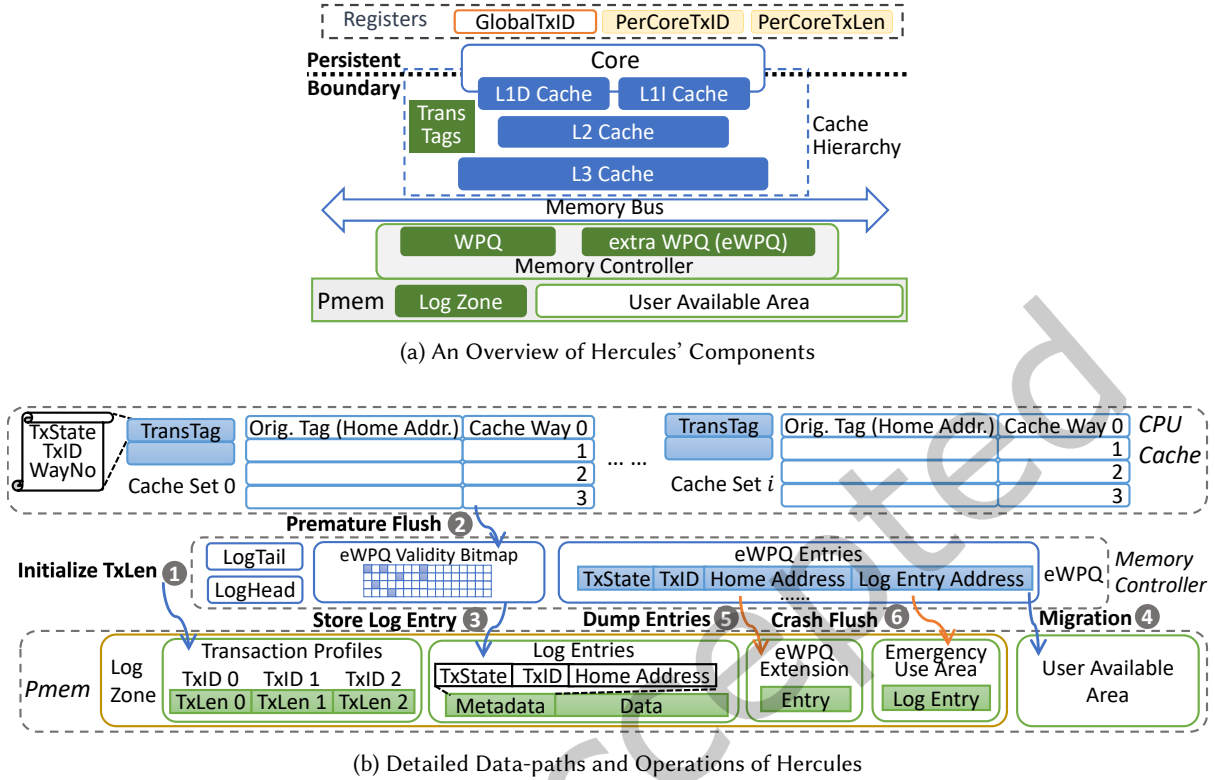 Registers GlobalTxID PerCoreTxID PerCoreTxLen
Persistent
Boundary
Core
L1D Cache L1I Cache
Trans
Tags
L2 Cache
Cache
Hierarchy
L3 Cache
Memory Bus
WPQ extra WPQ (eWPQ)
Memory Controller
Pmem Log Zone User Available Area
(a) An Overview of Hercules' Components
TxState
TxID
WayNo
TransTag Orig. Tag (Home Addr.) Cache Way 0
1
2
3
Cache Set 0
... ...
TransTag Orig. Tag (Home Addr.) Cache Way 0
1
2
3
Cache Set i
CPU
Cache
Premature Flush 2
Initialize TxLen 1
LogTail
LogHead
eWPQ Validity Bitmap
eWPQ Entries
TxState TxID Home Address Log Entry Address
......
eWPQ
Memory
Controller
Store Log Entry 3 Dump Entries 5 Crash Flush 6 Migration 4
Pmem
Log
Zone
Transaction Profiles
TxID 0 TxID 1 TxID 2
TxLen 0 TxLen 1 TxLen 2
Log Entries
TxState TxID Home Address
Metadata Data
eWPQ
Extension
Entry
Emergency
Use Area
Log Entry
User Available
Area
(b) Detailed Data-paths and Operations of Hercules
Accepted